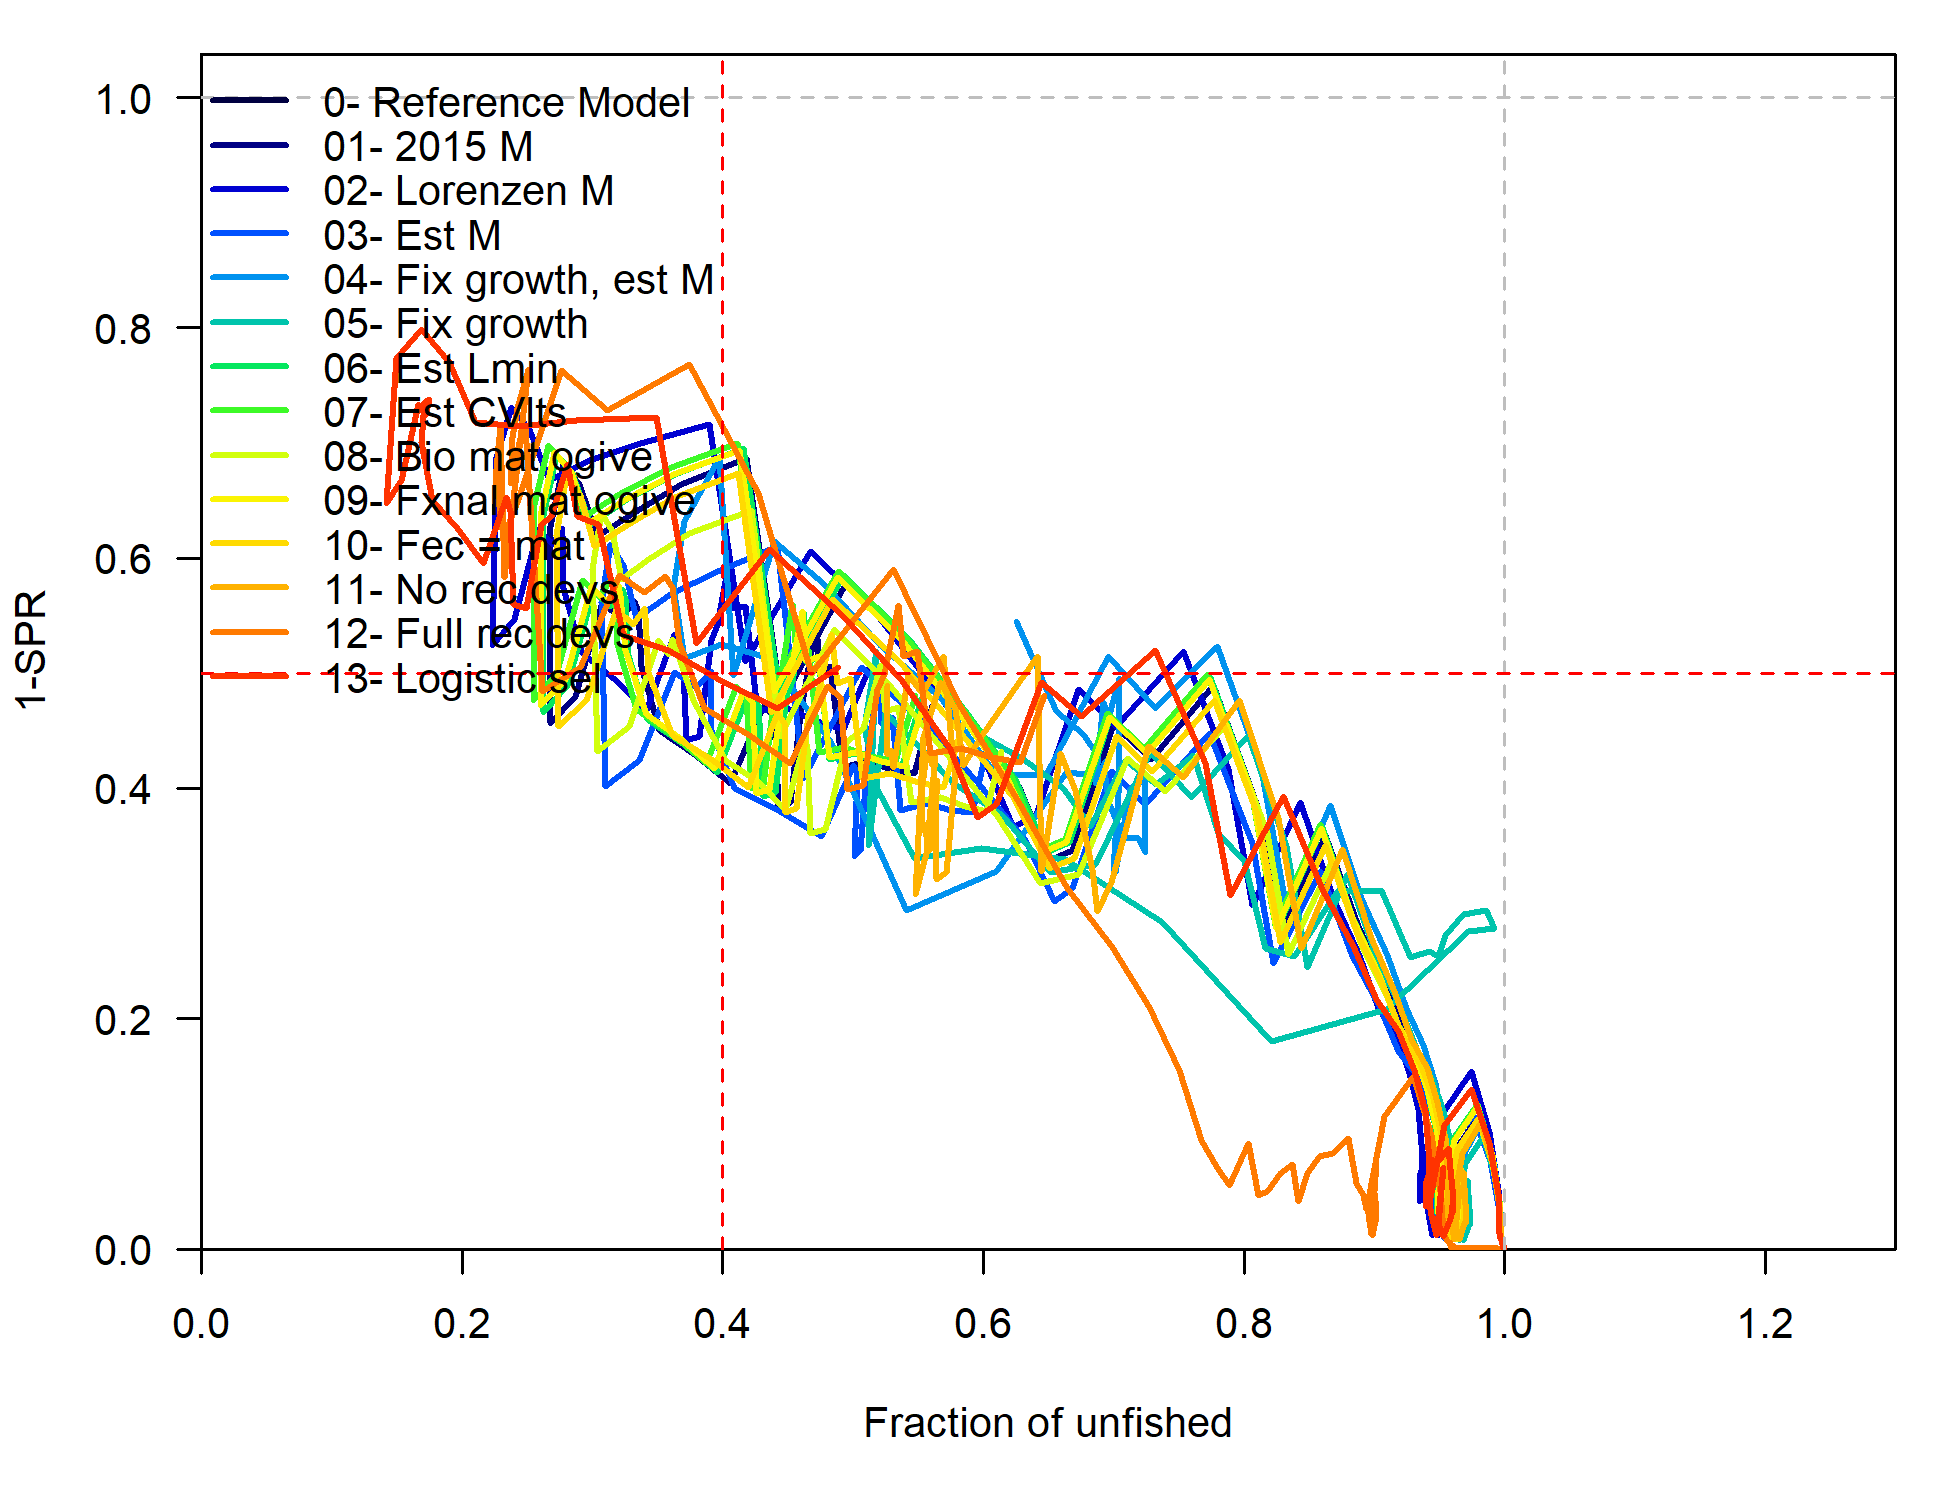 1.0
0.8
0.6
0.4
0.2
0.0
1-SPR
0- Reference Model
01- 2015 M
02- Lorenzen M
03- Est M
04- Fix growth, est M
05- Fix growth
06- Est Lmin
07- Est CVlts
08- Bio mat ogive
09- Fxnal mat ogive
10- Fec = mat
11- No rec devs
12- Full rec devs
13- Logistic sel
0.0 0.2 0.4 0.6 0.8 1.0 1.2
Fraction of unfished